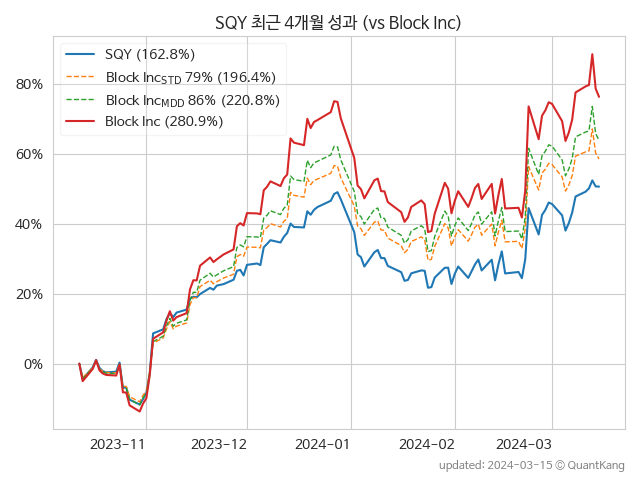 SQY 최근 4개월 성과 (vs Block Inc)
SQY (162.8%)
Block IncSTD 79% (196.4%)
Block IncMDD 86% (220.8%)
Block Inc (280.9%)
80%
60%
40%
20%
0%
2023-11
2023-12
2024-01
2024-02
2024-03
updated: 2024-03-15 © QuantKang